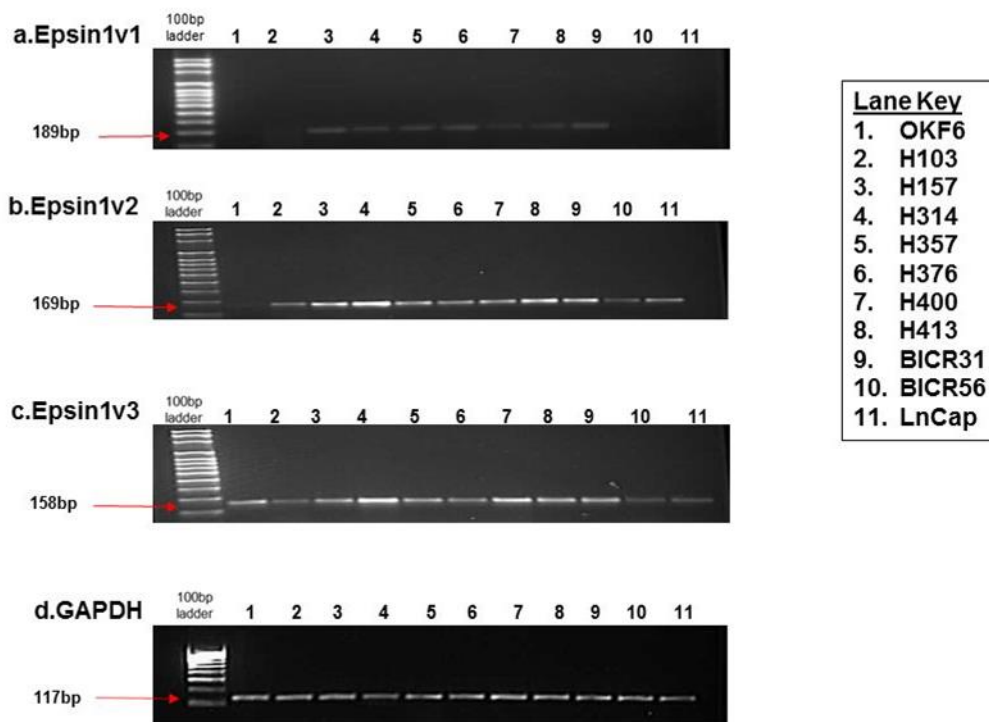 a.Epsin1v1
100bp
ladder
1 2 3 4 5 6 7 8 9 10 11
189bp
b.Epsin1v2
100bp
ladder
1 2 3 4 5 6 7 8 9 10 11
169bp
c.Epsin1v3
100bp
ladder
1 2 3 4 5 6 7 8 9 10 11
158bp
d.GAPDH
100bp
ladder
1 2 3 4 5 6 7 8 9 10 11
117bp
Lane Key
1. OKF6
2. H103
3. H157
4. H314
5. H357
6. H376
7. H400
8. H413
9. BICR31
10. BICR56
11. LnCap